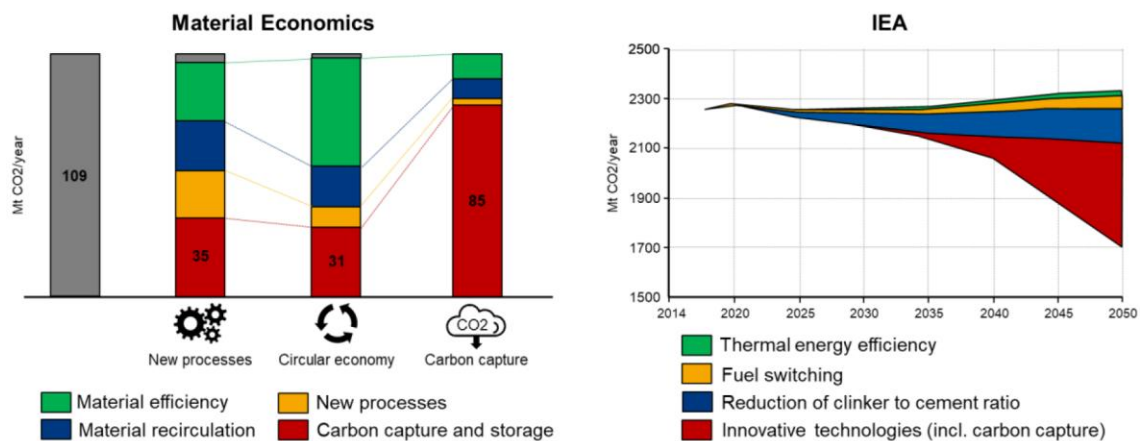 Material Economics
Mt CO2/year
109
35
31
85
CO2
New processes
Circular economy
Carbon capture
Material efficiency
New processes
Material recirculation
Carbon capture and storage
IEA
Mt CO2/year
2500
2300
2100
1900
1700
1500
2014
2020
2025
2030
2035
2040
2045
2050
Thermal energy efficiency
Fuel switching
Reduction of clinker to cement ratio
Innovative technologies (incl. carbon capture)